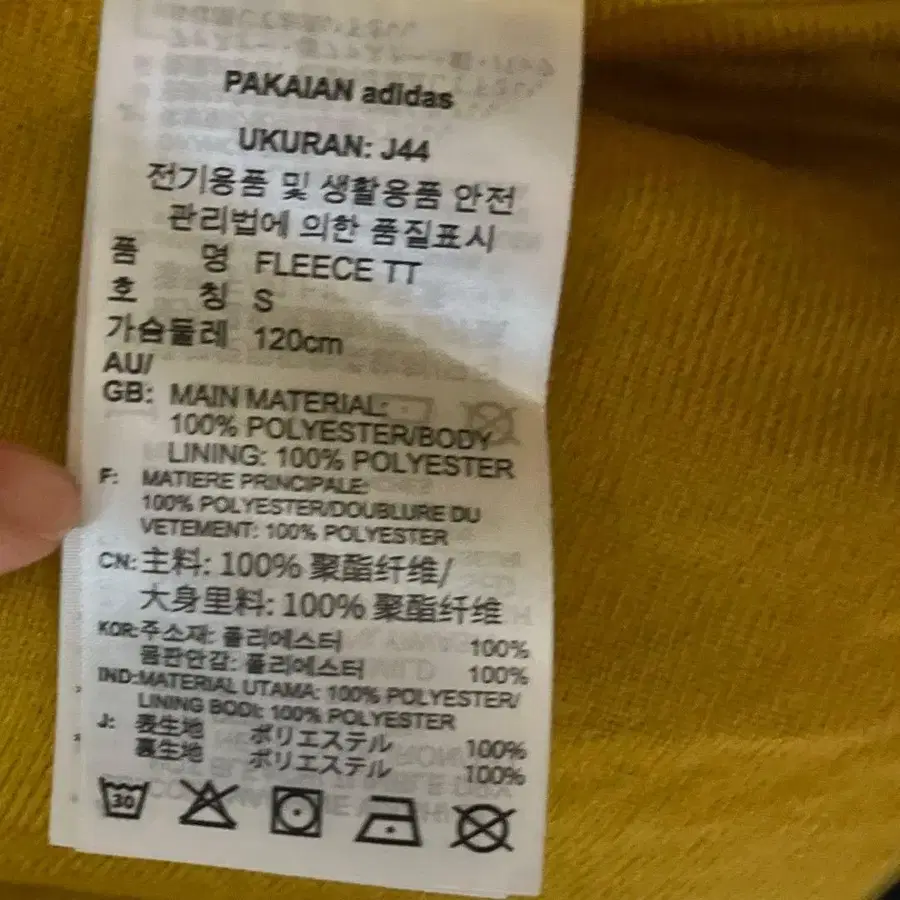 PAKAIAN adidas
UKURAN: J44
전기용품 및 생활용품 안전
관리법에 의한 품질표시
품 명 FLEECE TT
호 칭 S
가슴둘레 120cm
AU/
GB: MAIN MATERIAL:
100% POLYESTER/BODY
LINING: 100% POLYESTER
F: MATIERE PRINCIPALE:
100% POLYESTER/DOUBLURE DU
VETEMENT: 100% POLYESTER
CN: 主料: 100% 聚酯纤维/
大身里料: 100% 聚酯纤维
KOR: 주소재: 폴리에스터 100%
몸판안감: 폴리에스터 100%
IND: MATERIAL UTAMA: 100% POLYESTER/
LINING BODI: 100% POLYESTER
J: 表生地 ポリエステル 100%
裏生地 ポリエステル 100%
30